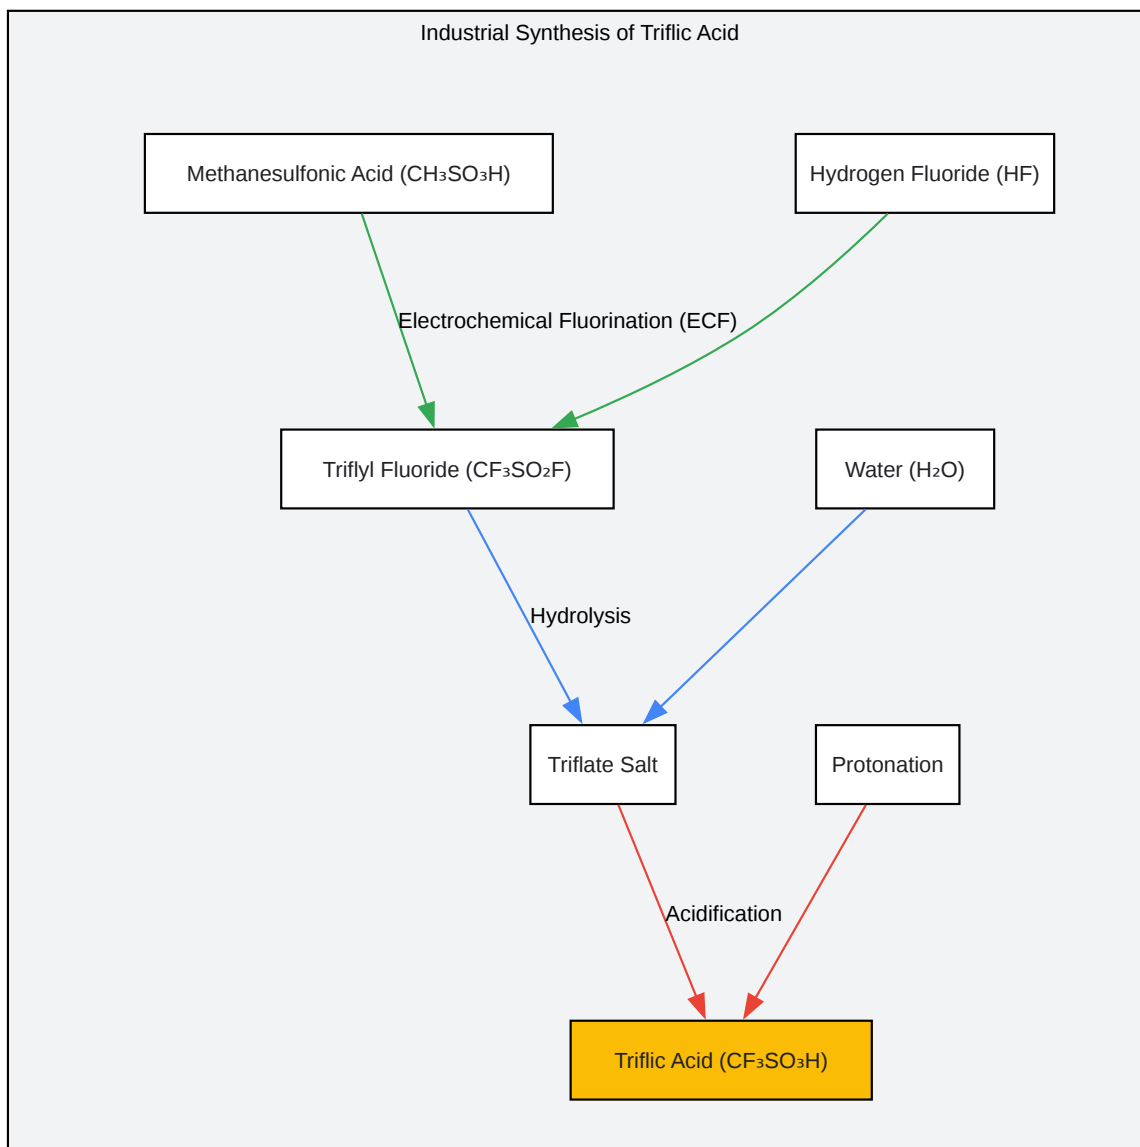 Industrial Synthesis of Triflic Acid
Methanesulfonic Acid (CH₃SO₃H)
Hydrogen Fluoride (HF)
Electrochemical Fluorination (ECF)
Triflyl Fluoride (CF₃SO₂F)
Water (H₂O)
Hydrolysis
Triflate Salt
Protonation
Acidification
Triflic Acid (CF₃SO₃H)